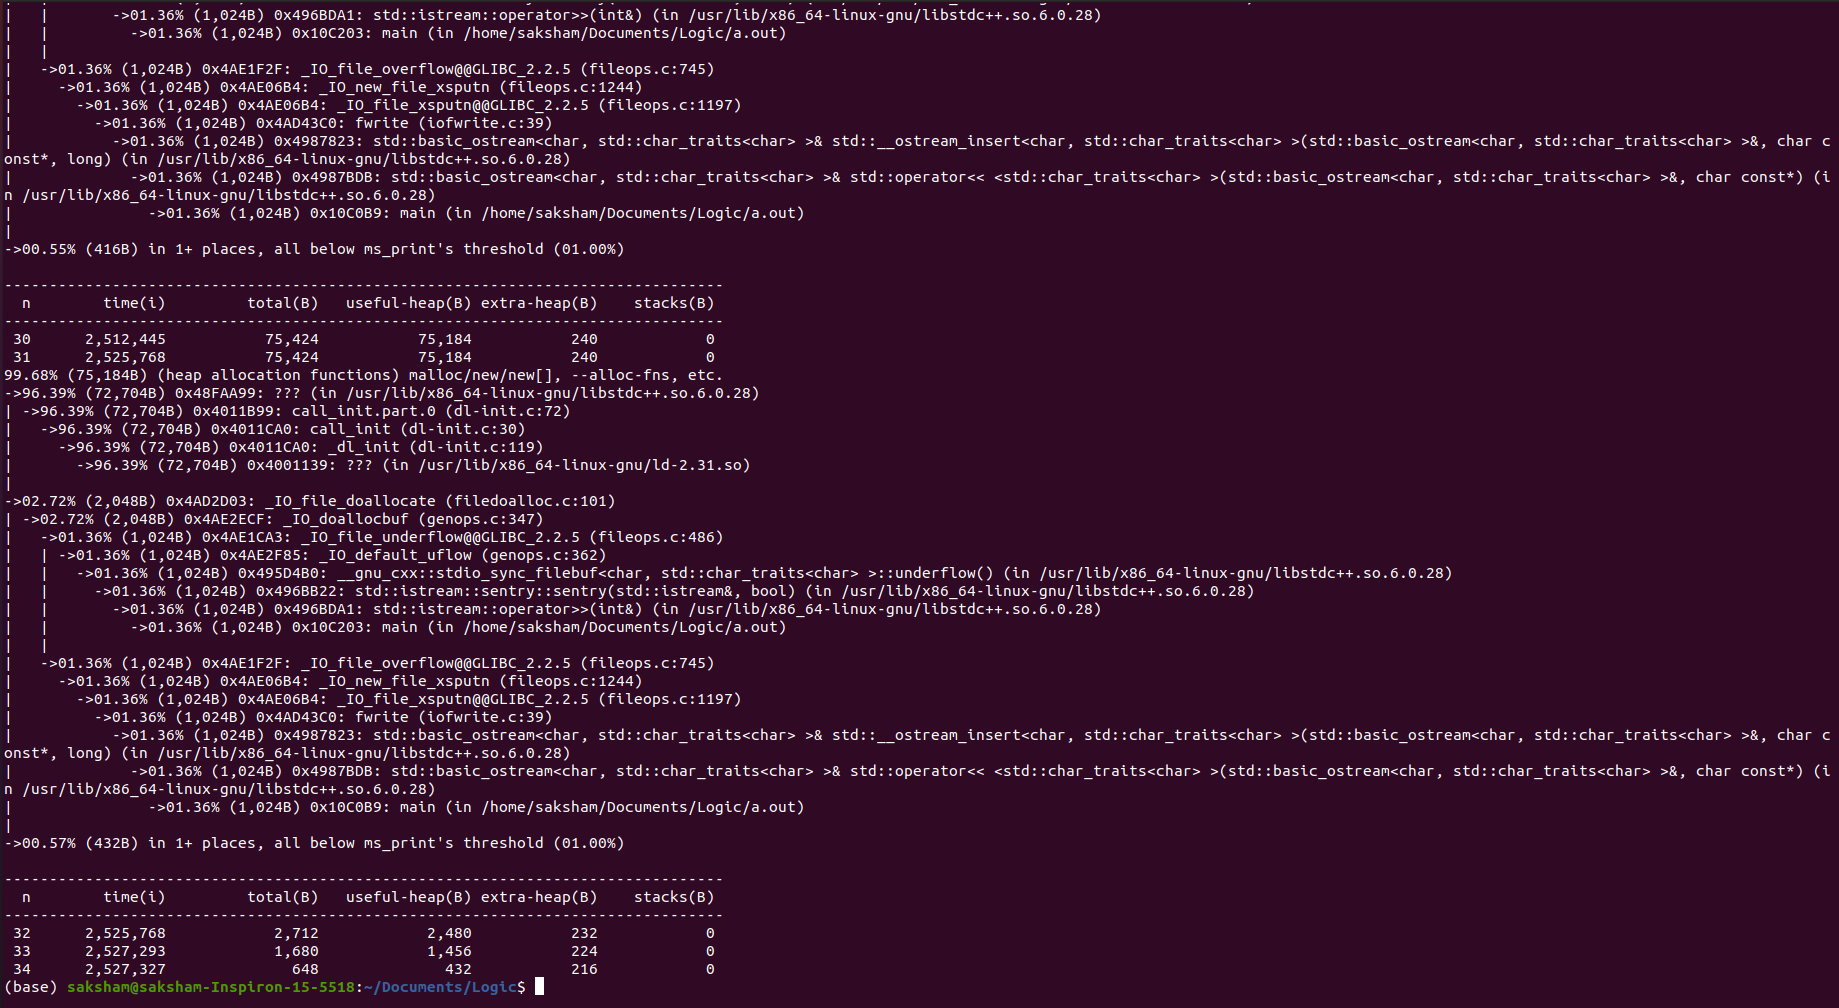 |   |       ->01.36% (1,024B) 0x496BDA1: std::istream::operator>>(int&) (in /usr/lib/x86_64-linux-gnu/libstdc++.so.6.0.28)
|   |         ->01.36% (1,024B) 0x10C203: main (in /home/saksham/Documents/Logic/a.out)
|   |
|   ->01.36% (1,024B) 0x4AE1F2F: _IO_file_overflow@@GLIBC_2.2.5 (fileops.c:745)
|     ->01.36% (1,024B) 0x4AE06B4: _IO_new_file_xsputn (fileops.c:1244)
|       ->01.36% (1,024B) 0x4AE06B4: _IO_file_xsputn@@GLIBC_2.2.5 (fileops.c:1197)
|         ->01.36% (1,024B) 0x4AD43C0: fwrite (iofwrite.c:39)
|           ->01.36% (1,024B) 0x4987823: std::basic_ostream<char, std::char_traits<char> >& std::__ostream_insert<char, std::char_traits<char> >(std::basic_ostream<char, std::char_traits<char> >&, char c
onst*, long) (in /usr/lib/x86_64-linux-gnu/libstdc++.so.6.0.28)
|             ->01.36% (1,024B) 0x4987BDB: std::basic_ostream<char, std::char_traits<char> >& std::operator<< <std::char_traits<char> >(std::basic_ostream<char, std::char_traits<char> >&, char const*) (i
n /usr/lib/x86_64-linux-gnu/libstdc++.so.6.0.28)
|               ->01.36% (1,024B) 0x10C0B9: main (in /home/saksham/Documents/Logic/a.out)
|
->00.55% (416B) in 1+ places, all below ms_print's threshold (01.00%)

--------------------------------------------------------------------------------
  n        time(i)         total(B)   useful-heap(B) extra-heap(B)    stacks(B)
--------------------------------------------------------------------------------
 30      2,512,445           75,424           75,184           240            0
 31      2,525,768           75,424           75,184           240            0
99.68% (75,184B) (heap allocation functions) malloc/new/new[], --alloc-fns, etc.
->96.39% (72,704B) 0x48FAA99: ??? (in /usr/lib/x86_64-linux-gnu/libstdc++.so.6.0.28)
| ->96.39% (72,704B) 0x4011B99: call_init.part.0 (dl-init.c:72)
|   ->96.39% (72,704B) 0x4011CA0: call_init (dl-init.c:30)
|     ->96.39% (72,704B) 0x4011CA0: _dl_init (dl-init.c:119)
|       ->96.39% (72,704B) 0x4001139: ??? (in /usr/lib/x86_64-linux-gnu/ld-2.31.so)
|
->02.72% (2,048B) 0x4AD2D03: _IO_file_doallocate (filedoalloc.c:101)
| ->02.72% (2,048B) 0x4AE2ECF: _IO_doallocbuf (genops.c:347)
|   ->01.36% (1,024B) 0x4AE1CA3: _IO_file_underflow@@GLIBC_2.2.5 (fileops.c:486)
|   | ->01.36% (1,024B) 0x4AE2F85: _IO_default_uflow (genops.c:362)
|   |   ->01.36% (1,024B) 0x495D4B0: __gnu_cxx::stdio_sync_filebuf<char, std::char_traits<char> >::underflow() (in /usr/lib/x86_64-linux-gnu/libstdc++.so.6.0.28)
|   |     ->01.36% (1,024B) 0x496BB22: std::istream::sentry::sentry(std::istream&, bool) (in /usr/lib/x86_64-linux-gnu/libstdc++.so.6.0.28)
|   |       ->01.36% (1,024B) 0x496BDA1: std::istream::operator>>(int&) (in /usr/lib/x86_64-linux-gnu/libstdc++.so.6.0.28)
|   |         ->01.36% (1,024B) 0x10C203: main (in /home/saksham/Documents/Logic/a.out)
|   |
|   ->01.36% (1,024B) 0x4AE1F2F: _IO_file_overflow@@GLIBC_2.2.5 (fileops.c:745)
|     ->01.36% (1,024B) 0x4AE06B4: _IO_new_file_xsputn (fileops.c:1244)
|       ->01.36% (1,024B) 0x4AE06B4: _IO_file_xsputn@@GLIBC_2.2.5 (fileops.c:1197)
|         ->01.36% (1,024B) 0x4AD43C0: fwrite (iofwrite.c:39)
|           ->01.36% (1,024B) 0x4987823: std::basic_ostream<char, std::char_traits<char> >& std::__ostream_insert<char, std::char_traits<char> >(std::basic_ostream<char, std::char_traits<char> >&, char c
onst*, long) (in /usr/lib/x86_64-linux-gnu/libstdc++.so.6.0.28)
|             ->01.36% (1,024B) 0x4987BDB: std::basic_ostream<char, std::char_traits<char> >& std::operator<< <std::char_traits<char> >(std::basic_ostream<char, std::char_traits<char> >&, char const*) (i
n /usr/lib/x86_64-linux-gnu/libstdc++.so.6.0.28)
|               ->01.36% (1,024B) 0x10C0B9: main (in /home/saksham/Documents/Logic/a.out)
|
->00.57% (432B) in 1+ places, all below ms_print's threshold (01.00%)

--------------------------------------------------------------------------------
  n        time(i)         total(B)   useful-heap(B) extra-heap(B)    stacks(B)
--------------------------------------------------------------------------------
 32      2,525,768            2,712            2,480           232            0
 33      2,527,293            1,680            1,456           224            0
 34      2,527,327              648              432           216            0
(base) saksham@saksham-Inspiron-15-5518:~/Documents/Logic$